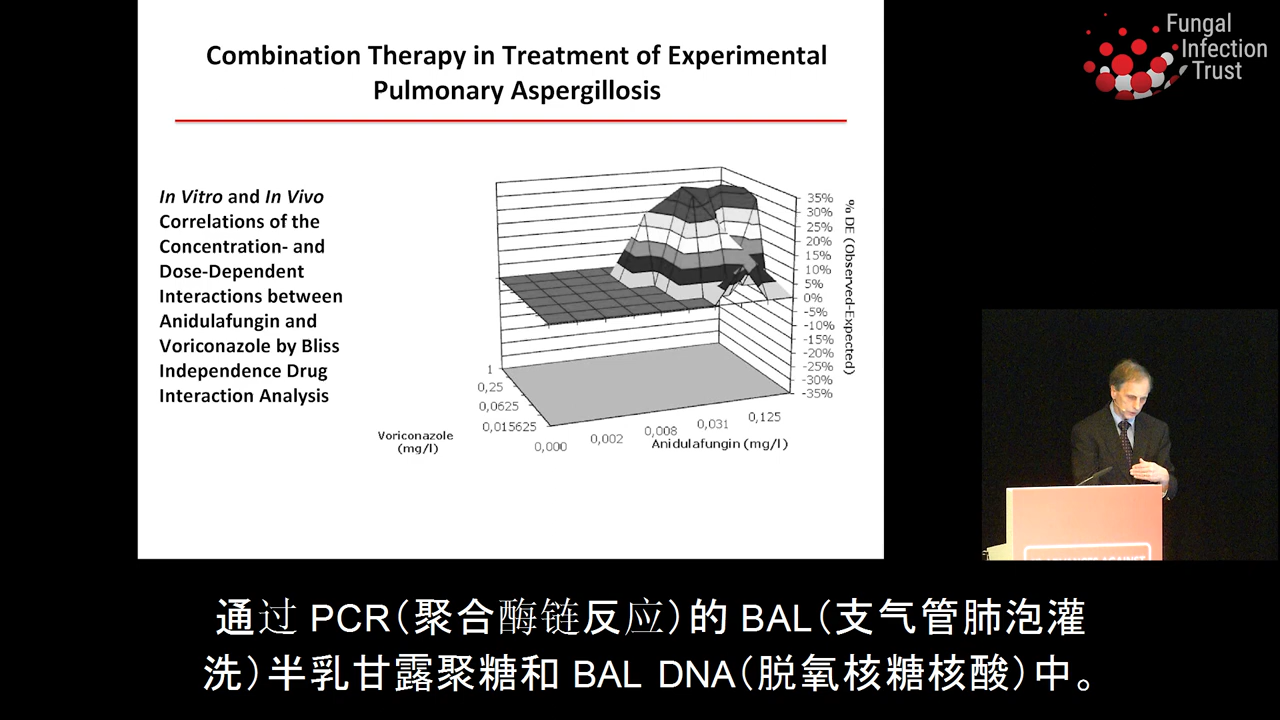 Fungal
Infection
Trust
Combination Therapy in Treatment of Experimental
Pulmonary Aspergillosis
In Vitro and In Vivo
Correlations of the
Concentration- and
Dose-Dependent
Interactions between
Anidulafungin and
Voriconazole by Bliss
Independence Drug
Interaction Analysis
35%
30%
25%
20%
15%
10%
5%
0%
-5%
-10%
-15%
-20%
-25%
-30%
-35%
% DE (Observed-Expected)
1
0,25
0,0625
0,015625
Voriconazole
(mg/l)
0,000
0,002
0,008
0,031
0,125
Anidulafungin (mg/l)
通过 PCR（聚合酶链反应）的 BAL（支气管肺泡灌
洗）半乳甘露聚糖和 BAL DNA（脱氧核糖核酸）中。